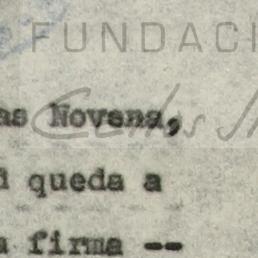 FUNDACI
as Novena,
d queda a
a firma --